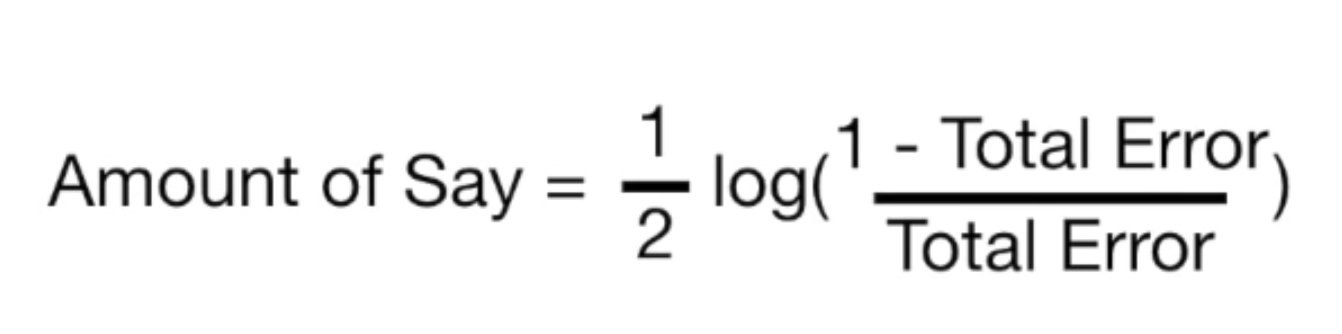 Amount of Say = 1/2 log(1 - Total Error/Total Error)